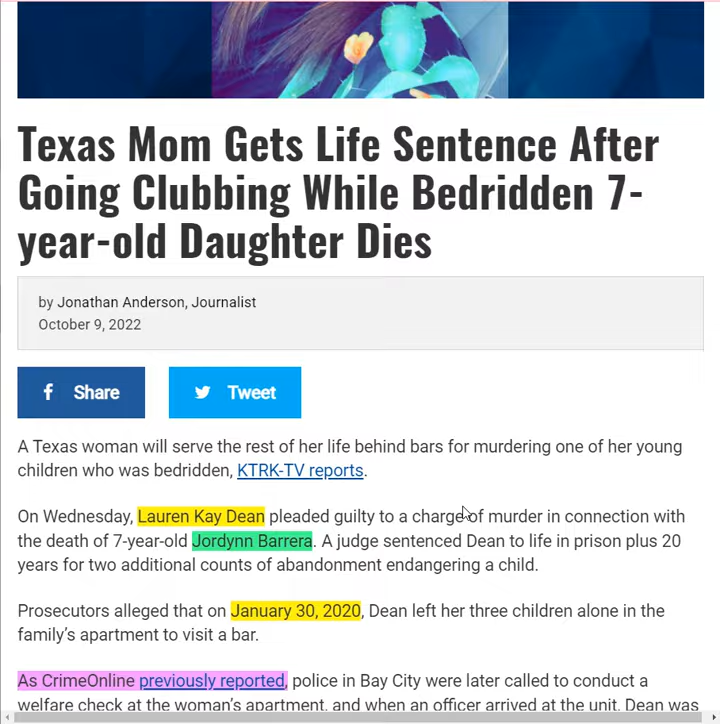 Texas Mom Gets Life Sentence After
Going Clubbing While Bedridden 7-
year-old Daughter Dies
by Jonathan Anderson, Journalist
October 9, 2022
Share Tweet
A Texas woman will serve the rest of her life behind bars for murdering one of her young
children who was bedridden, KTRK-TV reports.
On Wednesday, Lauren Kay Dean pleaded guilty to a charge of murder in connection with
the death of 7-year-old Jordynn Barrera. A judge sentenced Dean to life in prison plus 20
years for two additional counts of abandonment endangering a child.
Prosecutors alleged that on January 30, 2020, Dean left her three children alone in the
family’s apartment to visit a bar.
As CrimeOnline previously reported, police in Bay City were later called to conduct a
welfare check at the woman’s apartment, and when an officer arrived at the unit, Dean was